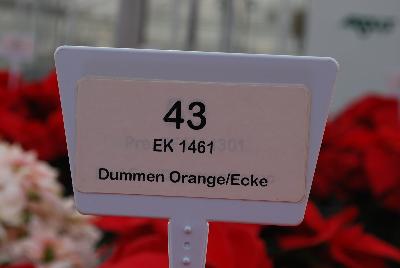 43
EK 1461
Dummen Orange/Ecke